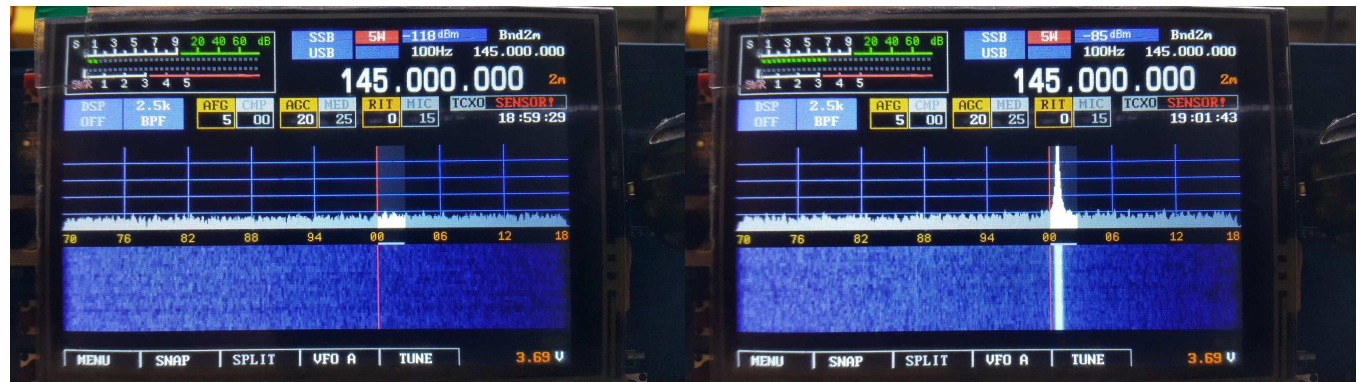 S 1 3 5 7 9 20 40 60 dB
SWR 1 2 3 4 5
SSB 5W -118 dBm Bnd2m
USB 100Hz 145.000.000
145.000.000 2m
DSP 2.5k AFG CMP AGC MED RIT MIC TCXO SENSOR!
OFF BPF 5 00 20 25 0 15 18:59:29
70 76 82 88 94 00 06 12 18
MENU SNAP SPLIT VFO A TUNE 3.69 V
S 1 3 5 7 9 20 40 60 dB
SWR 1 2 3 4 5
SSB 5W -85 dBm Bnd2m
USB 100Hz 145.000.000
145.000.000 2m
DSP 2.5k AFG CMP AGC MED RIT MIC TCXO SENSOR!
OFF BPF 5 00 20 25 0 15 19:01:43
70 76 82 88 94 00 06 12 18
MENU SNAP SPLIT VFO A TUNE 3.69 V